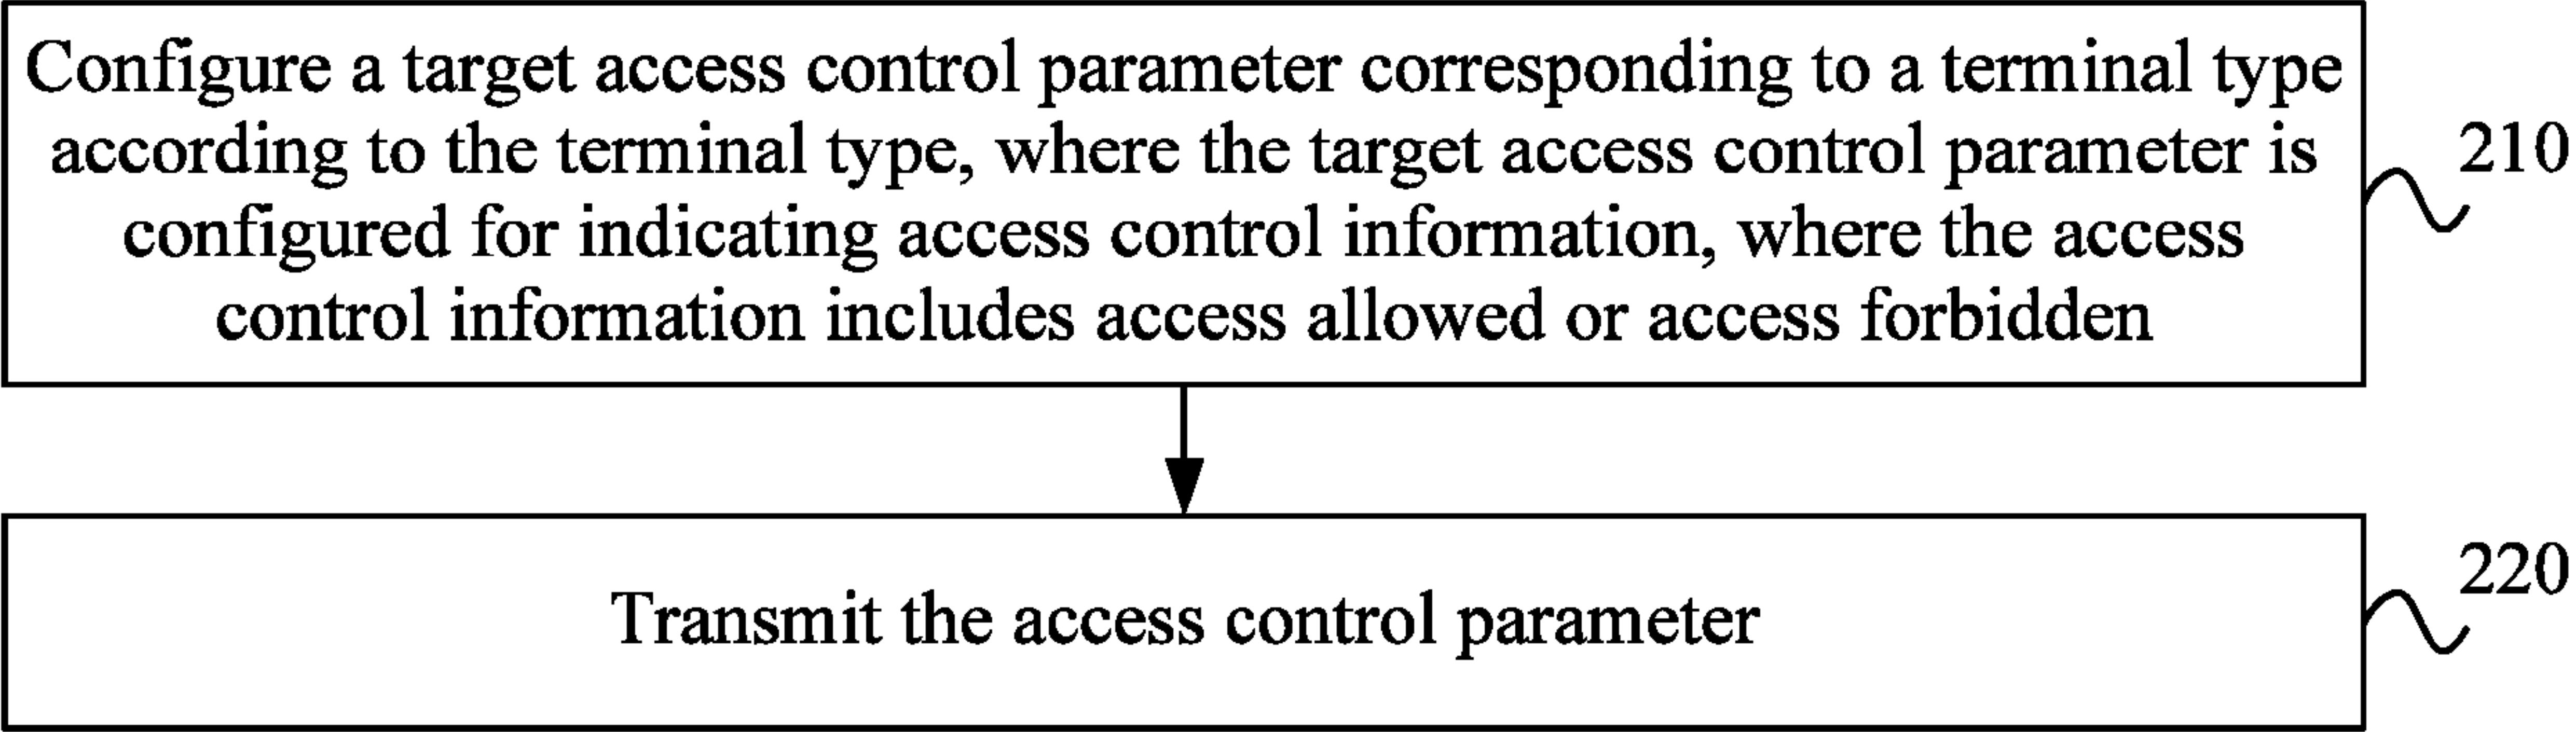 Configure a target access control parameter corresponding to a terminal type
according to the terminal type, where the target access control parameter is
configured for indicating access control information, where the access
control information includes access allowed or access forbidden
210
Transmit the access control parameter
220